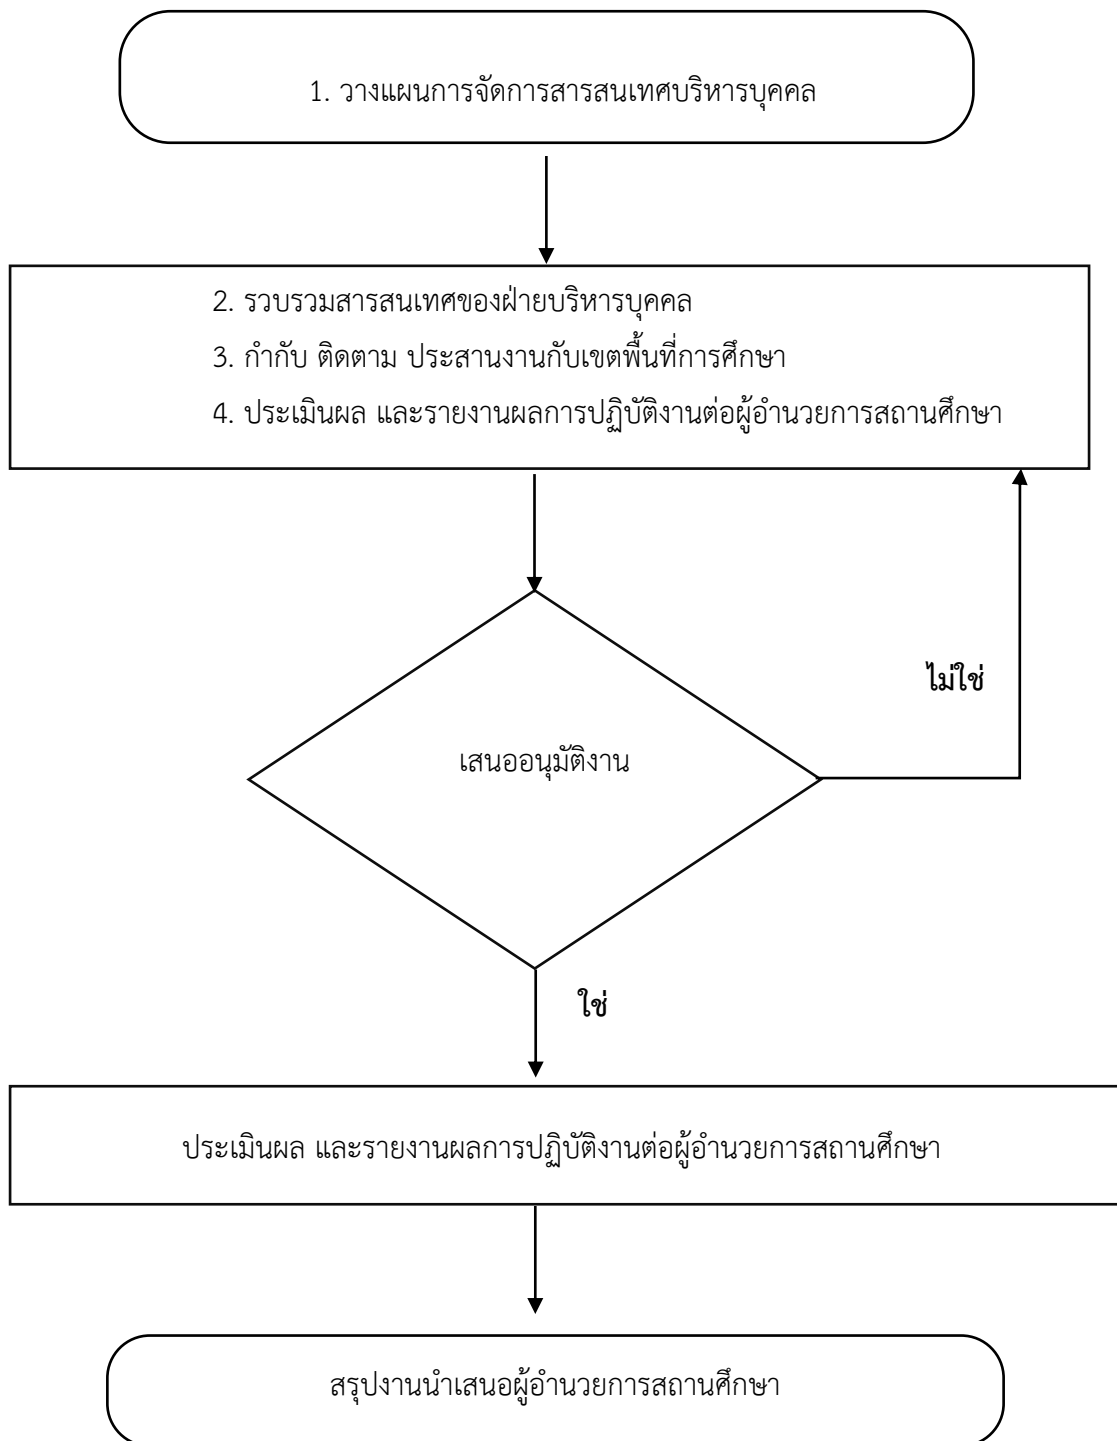 1. วางแผนการจัดการสารสนเทศบริหารบุคคล
2. รวบรวมสารสนเทศของฝ่ายบริหารบุคคล
3. กำกับ ติดตาม ประสานงานกับเขตพื้นที่การศึกษา
4. ประเมินผล และรายงานผลการปฏิบัติงานต่อผู้อำนวยการสถานศึกษา
ไม่ใช่
เสนออนุมัติงาน
ใช่
ประเมินผล และรายงานผลการปฏิบัติงานต่อผู้อำนวยการสถานศึกษา
สรุปงานนำเสนอผู้อำนวยการสถานศึกษา